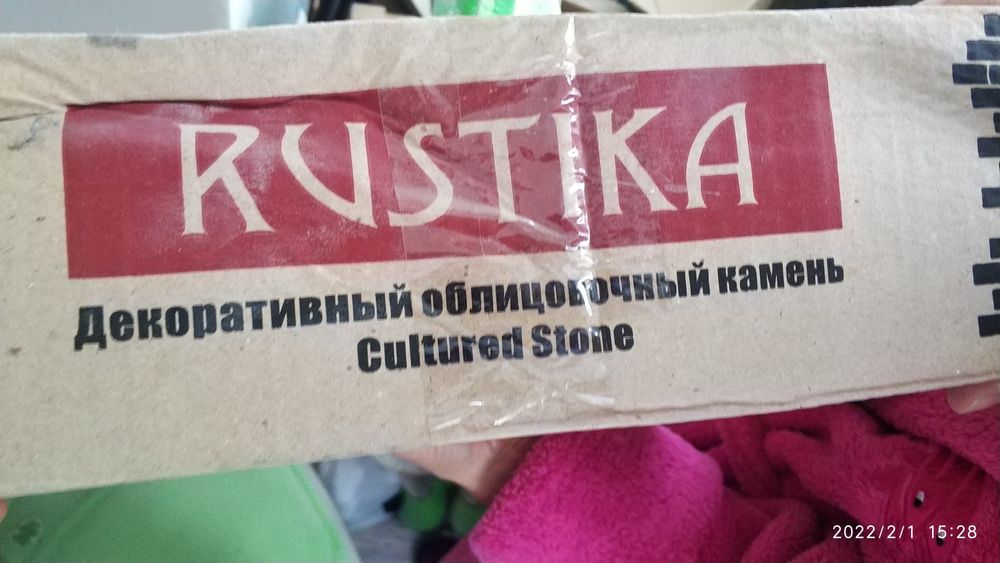 RUSTIKA
Декоративный облицовочный камень
Cultured Stone
2022/2/1 15:28